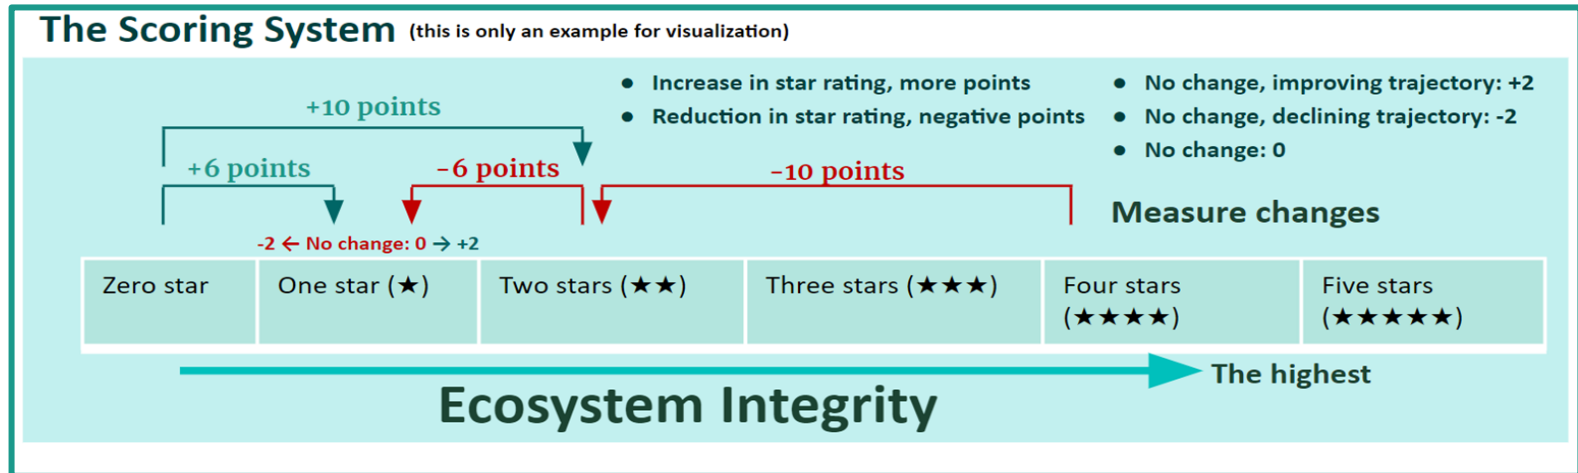 The Scoring System (this is only an example for visualization)
● Increase in star rating, more points
● Reduction in star rating, negative points
● No change, improving trajectory: +2
● No change, declining trajectory: -2
● No change: 0
+10 points
+6 points
-6 points
-10 points
Measure changes
-2 ← No change: 0 → +2
Zero star
One star (★)
Two stars (★★)
Three stars (★★★)
Four stars
(★★★★)
Five stars
(★★★★★)
The highest
Ecosystem Integrity